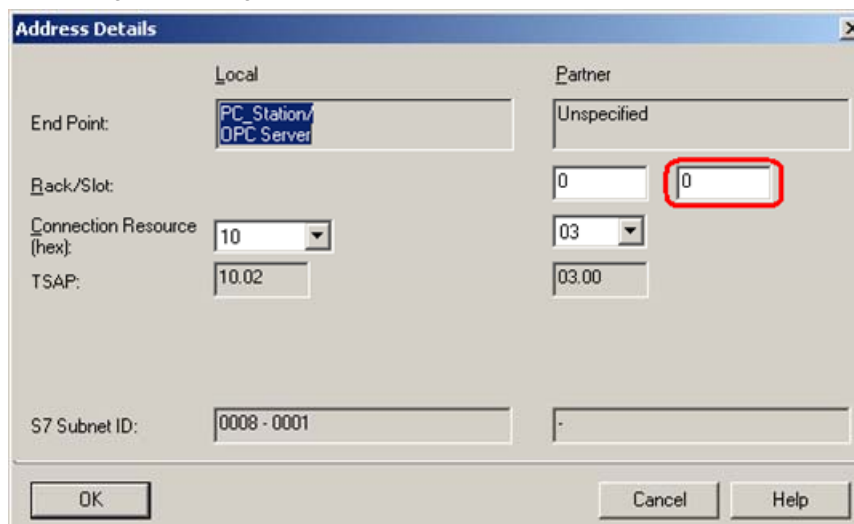 Address Details
Local Partner
End Point: PC_Station/ Unspecified
OPC Server
Rack/Slot: 0 0
Connection Resource
(hex): 10 03
TSAP: 10.02 03.00
S7 Subnet ID: 0008 - 0001 -
OK Cancel Help